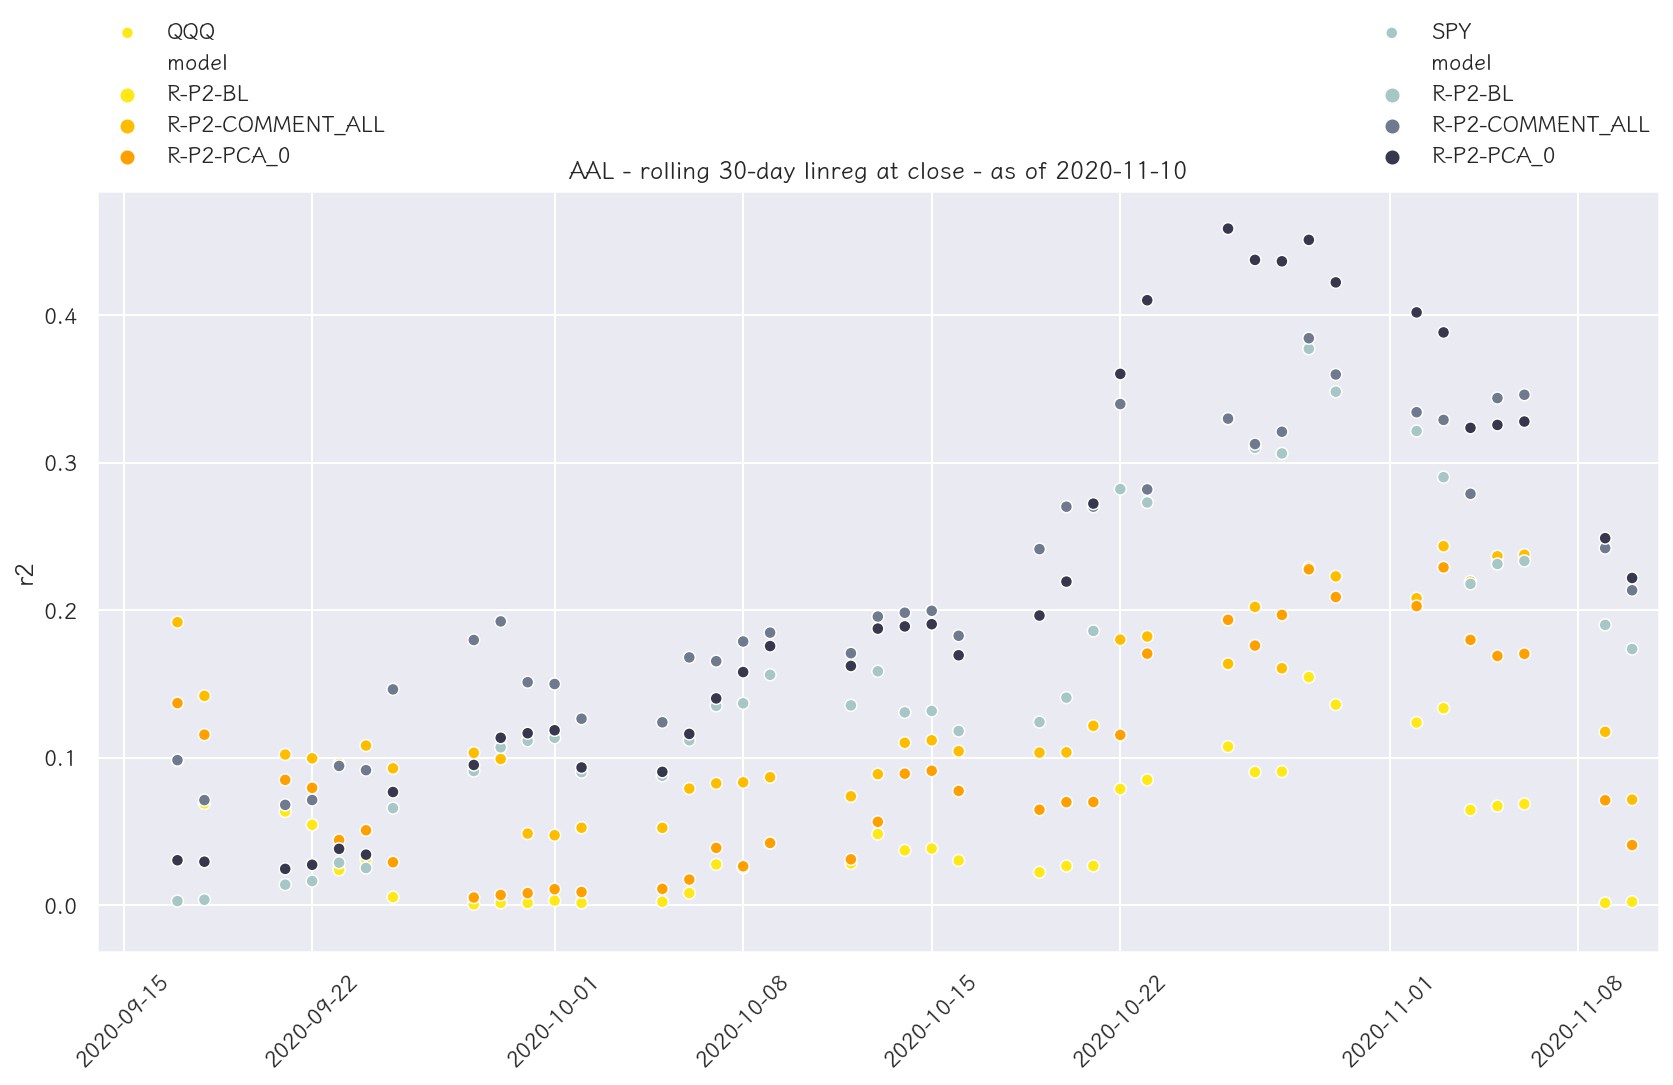 QQQ
model
R-P2-BL
R-P2-COMMENT_ALL
R-P2-PCA_0
SPY
model
R-P2-BL
R-P2-COMMENT_ALL
R-P2-PCA_0
AAL - rolling 30-day linreg at close - as of 2020-11-10
r2
0.4
0.3
0.2
0.1
0.0
2020-09-15
2020-09-22
2020-10-01
2020-10-08
2020-10-15
2020-10-22
2020-11-01
2020-11-08